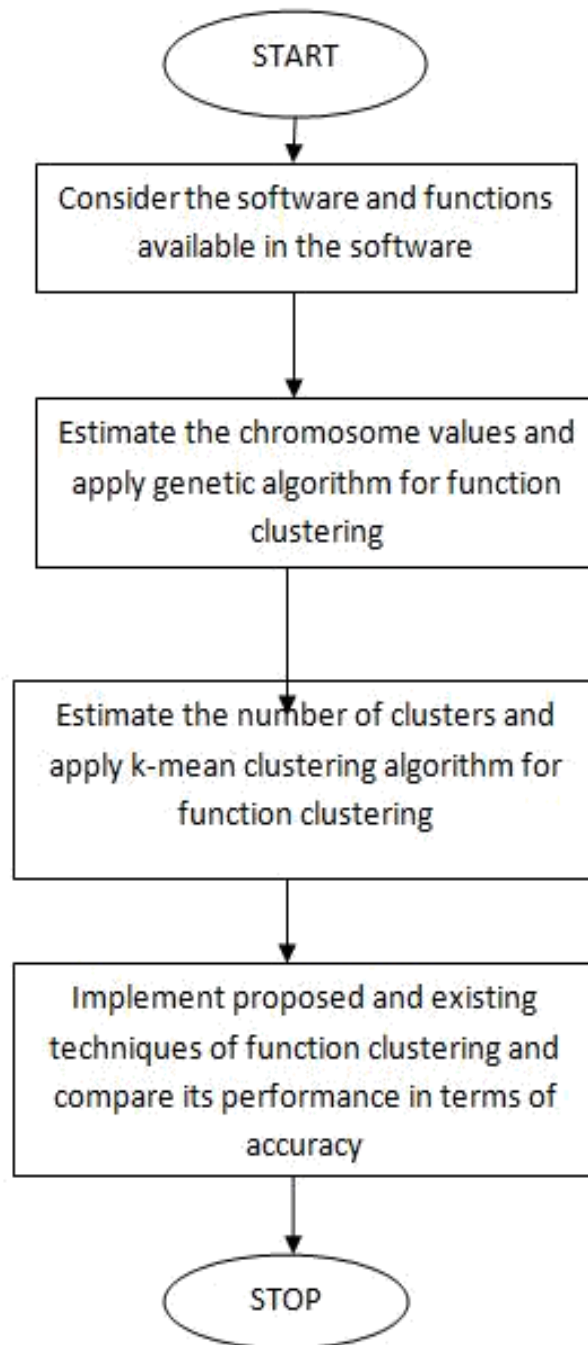 START
Consider the software and functions
available in the software
Estimate the chromosome values and
apply genetic algorithm for function
clustering
Estimate the number of clusters and
apply k-mean clustering algorithm for
function clustering
Implement proposed and existing
techniques of function clustering and
compare its performance in terms of
accuracy
STOP